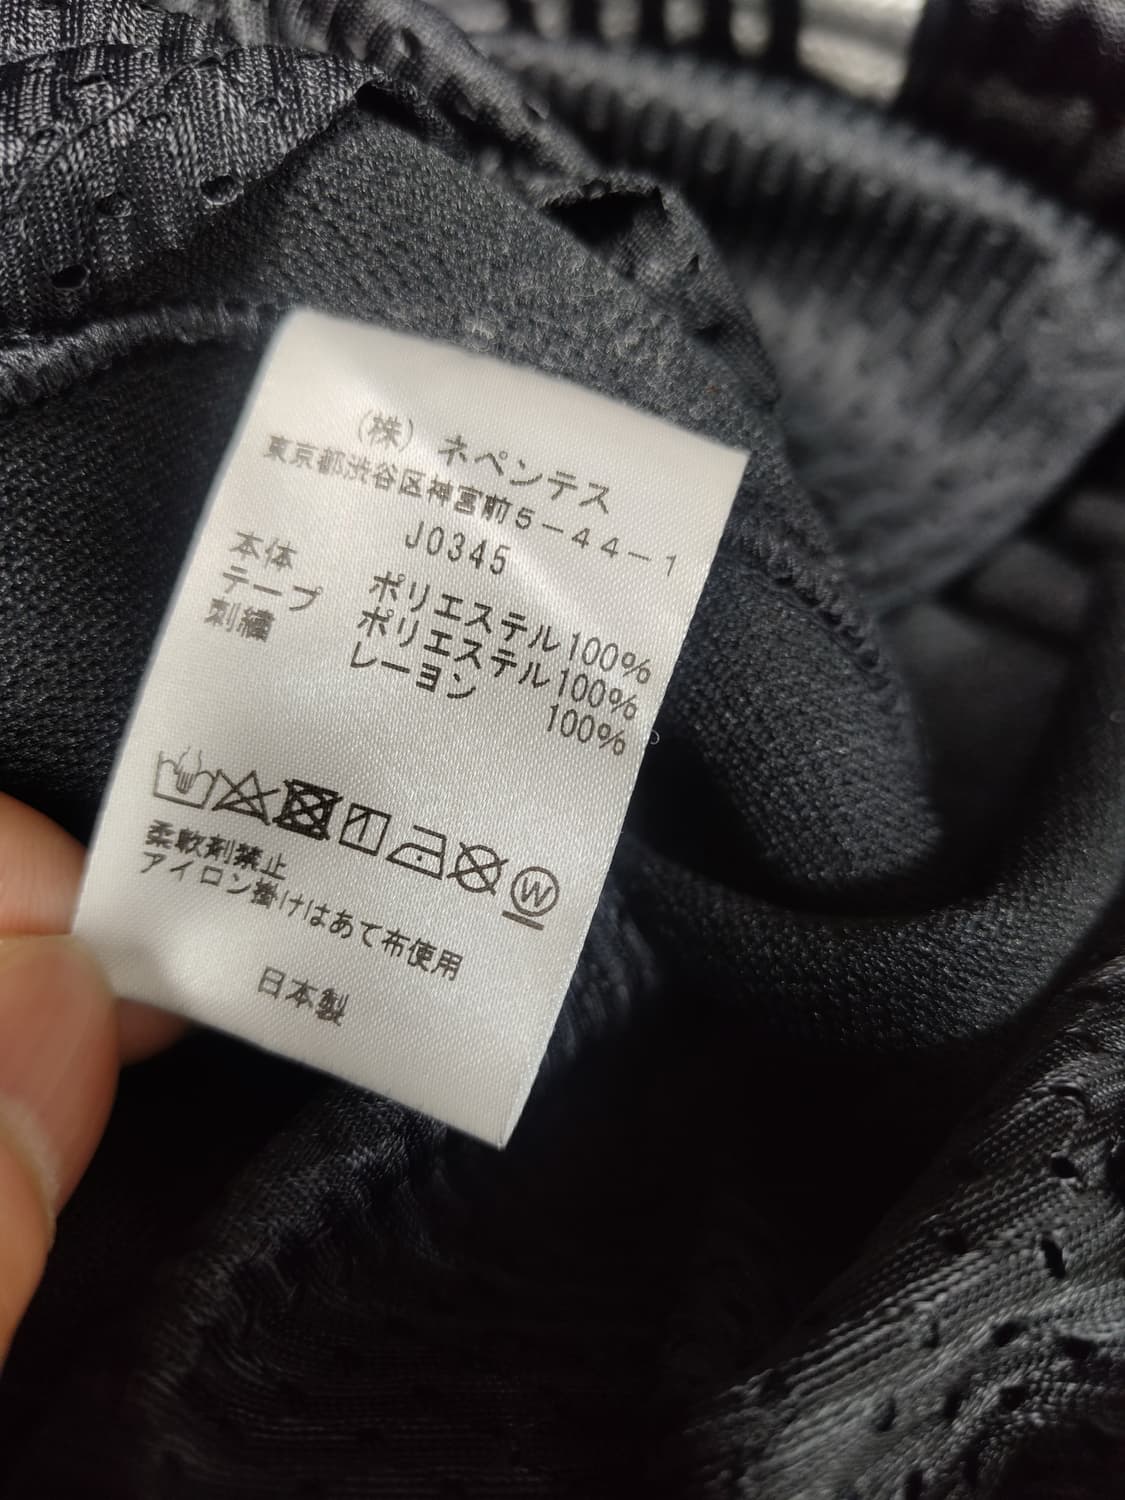 (株) ネペンテス
東京都渋谷区神宮前5-44-1
J0345
本体 ポリエステル100%
テープ ポリエステル100%
刺繍 レーヨン 100%
W
柔軟剤禁止
アイロン掛けはあて布使用
日本製